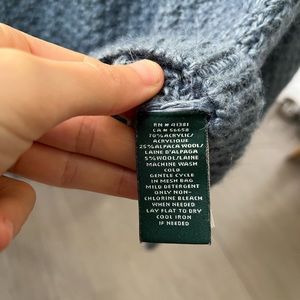 RN # 41381
CA # 56658
70% ACRYLIC/
ACRYLIQUE
25% ALPACA WOOL/
LAINE D'ALPAGA
5% WOOL/LAINE
MACHINE WASH
COLD
GENTLE CYCLE
IN MESH BAG
MILD DETERGENT
ONLY NON-
CHLORINE BLEACH
WHEN NEEDED
LAY FLAT TO DRY
COOL IRON
IF NEEDED